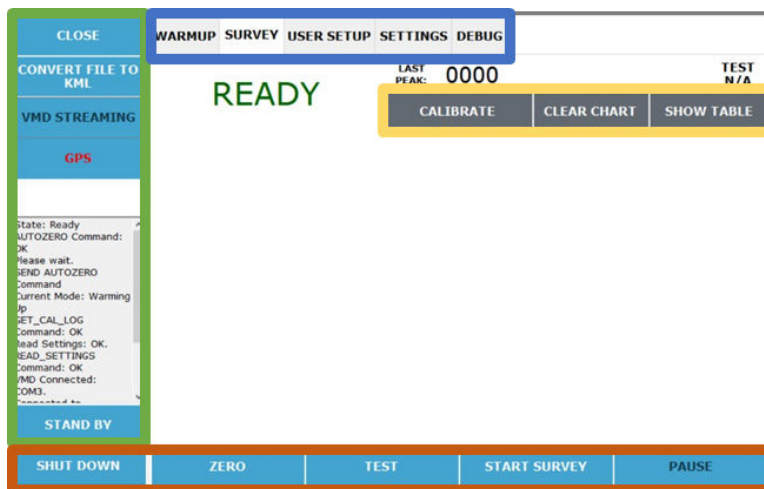 CLOSE
WARMUP SURVEY USER SETUP SETTINGS DEBUG
CONVERT FILE TO
KML
VMD STREAMING
GPS
READY
LAST
PEAK: 0000
TEST
N/A
CALIBRATE CLEAR CHART SHOW TABLE
State: Ready
AUTOZERO Command:
OK
Please wait.
SEND AUTOZERO
Command
Current Mode: Warming
Up
GET_CAL_LOG
Command: OK
Read Settings: OK.
READ_SETTINGS
Command: OK
VMD Connected:
COM3.
Connected to
STAND BY
SHUT DOWN ZERO TEST START SURVEY PAUSE